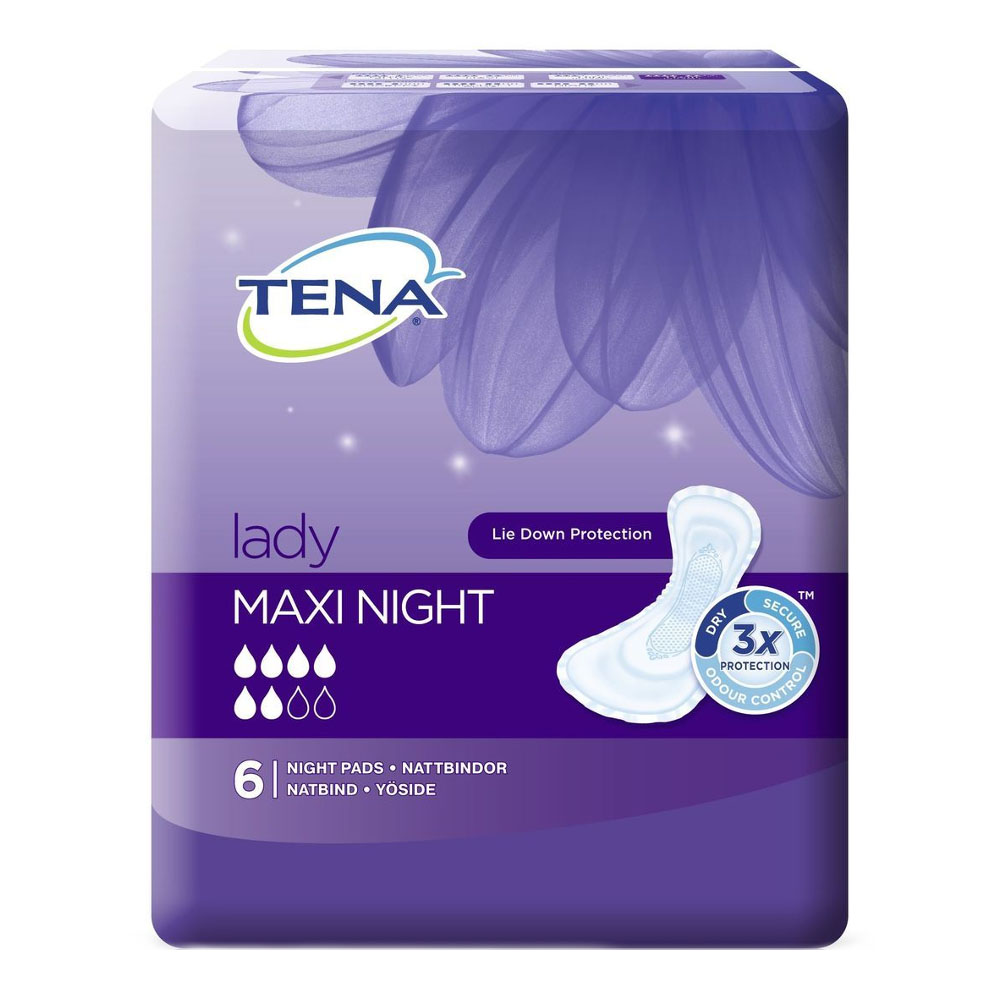 TENA
®
lady
Lie Down Protection
MAXI NIGHT
DRY
SECURE
™
3x
PROTECTION
ODOUR CONTROL
6
NIGHT PADS • NATTBINDOR
NATBIND • YÖSIDE